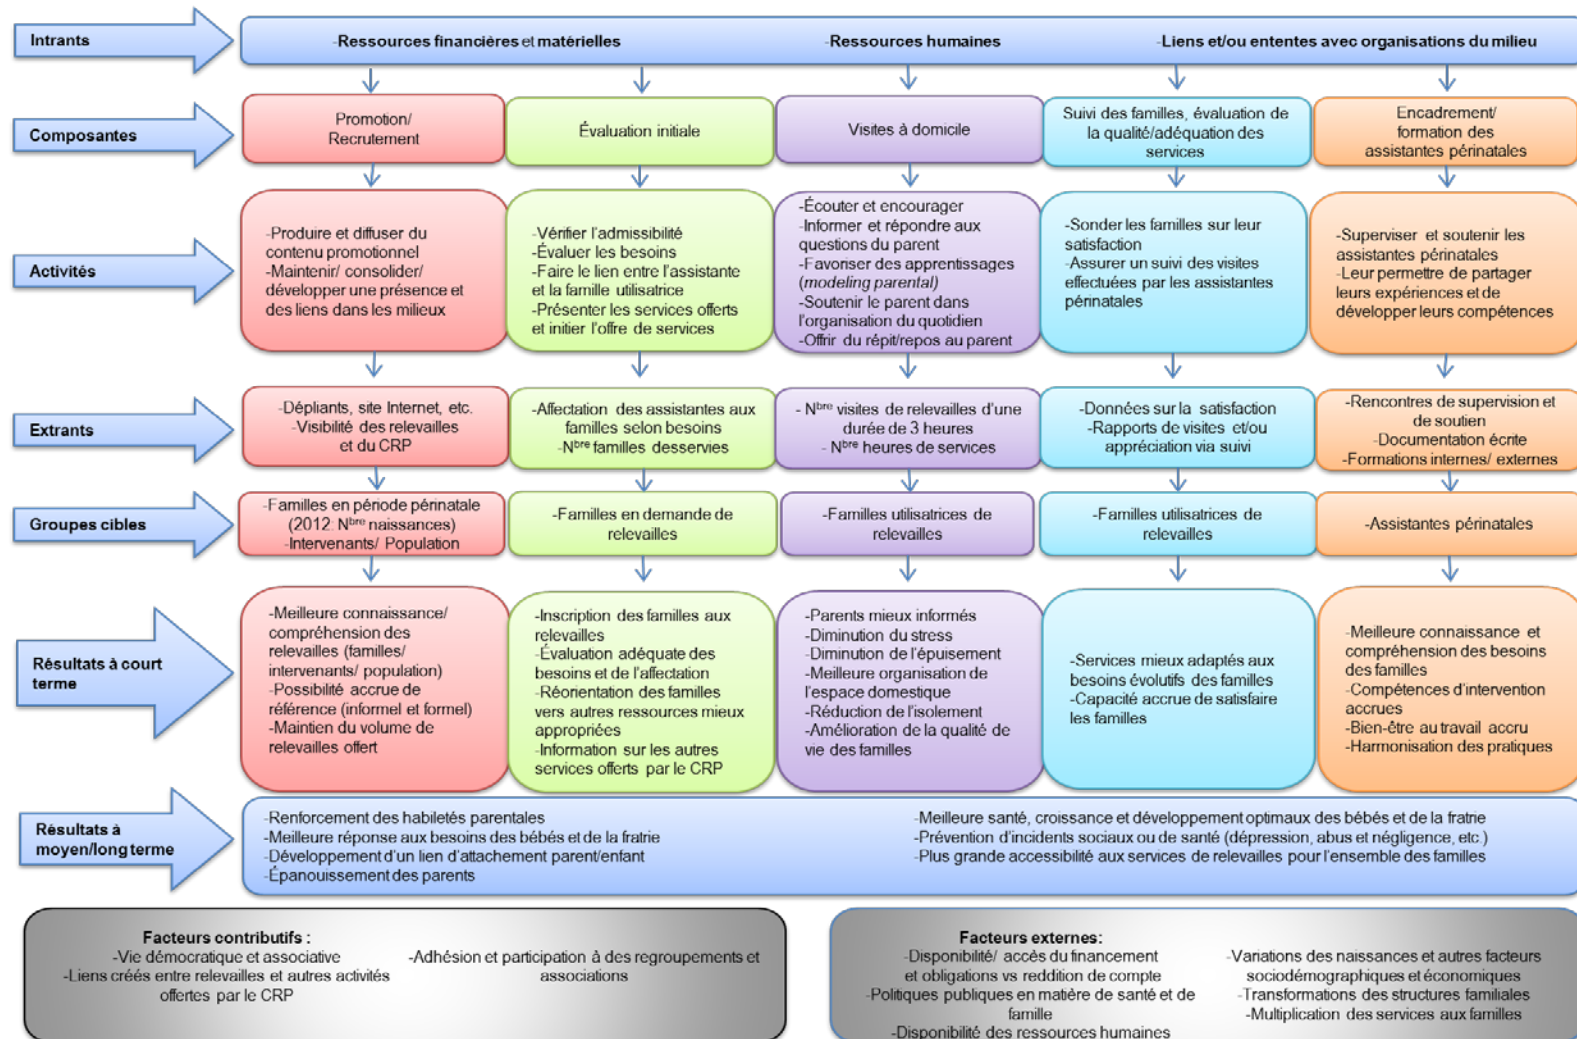 Intrants
-Ressources financières et matérielles
-Ressources humaines
-Liens et/ou ententes avec organisations du milieu
Composantes
Promotion/
Recrutement
Évaluation initiale
Visites à domicile
Suivi des familles, évaluation de
la qualité/adéquation des
services
Encadrement/
formation des
assistantes périnatales
Activités
-Produire et diffuser du
contenu promotionnel
-Maintenir/ consolider/
développer une présence et
des liens dans les milieux
-Vérifier l'admissibilité
-Évaluer les besoins
-Faire le lien entre l'assistante
et la famille utilisatrice
-Présenter les services offerts
et initier l'offre de services
-Écouter et encourager
-Informer et répondre aux
questions du parent
-Favoriser des apprentissages
(modeling parental)
-Soutenir le parent dans
l'organisation du quotidien
-Offrir du répit/repos au parent
-Sonder les familles sur leur
satisfaction
-Assurer un suivi des visites
effectuées par les assistantes
périnatales
-Superviser et soutenir les
assistantes périnatales
-Leur permettre de partager
leurs expériences et de
développer leurs compétences
Extrants
-Dépliants, site Internet, etc.
-Visibilité des relevailles
et du CRP
-Affectation des assistantes aux
familles selon besoins
-Nbre familles desservies
- Nbre visites de relevailles d'une
durée de 3 heures
- Nbre heures de services
-Données sur la satisfaction
-Rapports de visites et/ou
appréciation via suivi
-Rencontres de supervision et
de soutien
-Documentation écrite
-Formations internes/ externes
Groupes cibles
-Familles en période périnatale
(2012: Nbre naissances)
-Intervenants/ Population
-Familles en demande de
relevailles
-Familles utilisatrices de
relevailles
-Familles utilisatrices de
relevailles
-Assistantes périnatales
Résultats à court
terme
-Meilleure connaissance/
compréhension des
relevailles (familles/
intervenants/ population)
-Possibilité accrue de
référence (informel et formel)
-Maintien du volume de
relevailles offert
-Inscription des familles aux
relevailles
-Évaluation adéquate des
besoins et de l'affectation
-Réorientation des familles
vers autres ressources mieux
appropriées
-Information sur les autres
services offerts par le CRP
-Parents mieux informés
-Diminution du stress
-Diminution de l'épuisement
-Meilleure organisation de
l'espace domestique
-Réduction de l'isolement
-Amélioration de la qualité de
vie des familles
-Services mieux adaptés aux
besoins évolutifs des familles
-Capacité accrue de satisfaire
les familles
-Meilleure connaissance et
compréhension des besoins
des familles
-Compétences d'intervention
accrues
-Bien-être au travail accru
-Harmonisation des pratiques
Résultats à
moyen/long terme
-Renforcement des habiletés parentales
-Meilleure réponse aux besoins des bébés et de la fratrie
-Développement d'un lien d'attachement parent/enfant
-Épanouissement des parents
-Meilleure santé, croissance et développement optimaux des bébés et de la fratrie
-Prévention d'incidents sociaux ou de santé (dépression, abus et négligence, etc.)
-Plus grande accessibilité aux services de relevailles pour l'ensemble des familles
Facteurs contributifs :
-Vie démocratique et associative
-Liens créés entre relevailles et autres activités
offertes par le CRP
-Adhésion et participation à des regroupements et
associations
Facteurs externes:
-Disponibilité/ accès du financement
et obligations vs reddition de compte
-Politiques publiques en matière de santé et de
famille
-Disponibilité des ressources humaines
-Variations des naissances et autres facteurs
sociodémographiques et économiques
-Transformations des structures familiales
-Multiplication des services aux familles